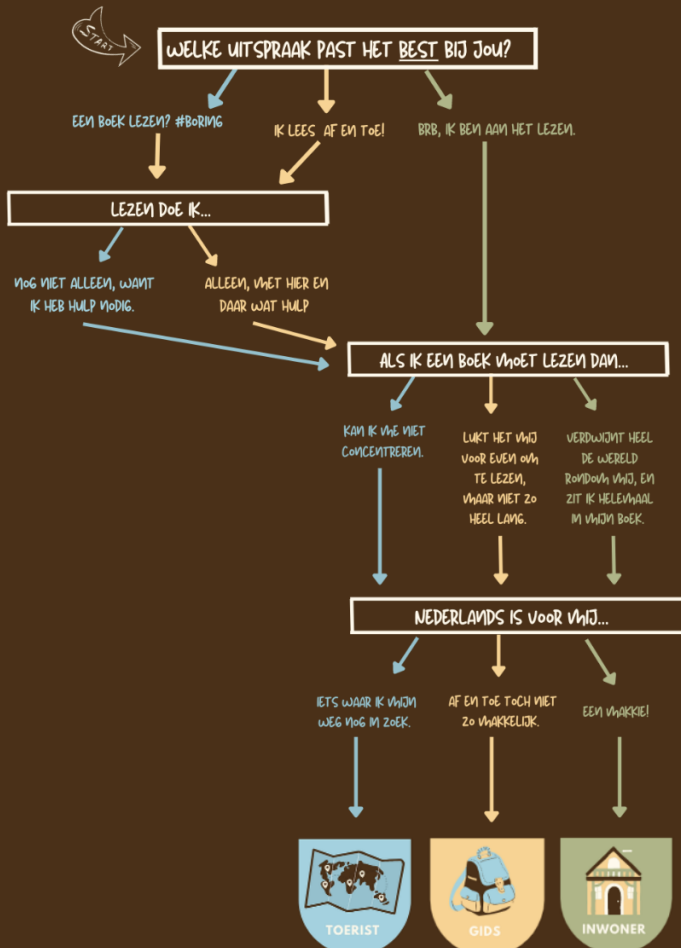 START
WELKE UITSPRAAK PAST HET BEST BIJ JOU?
EEN BOEK LEZEN? #BORING
IK LEES AF EN TOE!
BRB, IK BEN AAN HET LEZEN.
LEZEN DOE IK...
NOG NIET ALLEEN, WANT
IK HEB HULP NODIG.
ALLEEN, MET HIER EN
DAAR WAT HULP
ALS IK EEN BOEK MOET LEZEN DAN...
KAN IK ME NIET
CONCENTREREN.
LUKT HET MIJ
VOOR EVEN OM
TE LEZEN,
MAAR NIET ZO
HEEL LANG.
VERDWIJNT HEEL
DE WERELD
RONDOM MIJ, EN
ZIT IK HELEMAAL
IN MIJN BOEK.
NEDERLANDS IS VOOR MIJ...
IETS WAAR IK MIJN
WEG NOG IN ZOEK.
AF EN TOE TOCH NIET
ZO MAKKELIJK.
EEN MAKKIE!
TOERIST
GIDS
INWONER